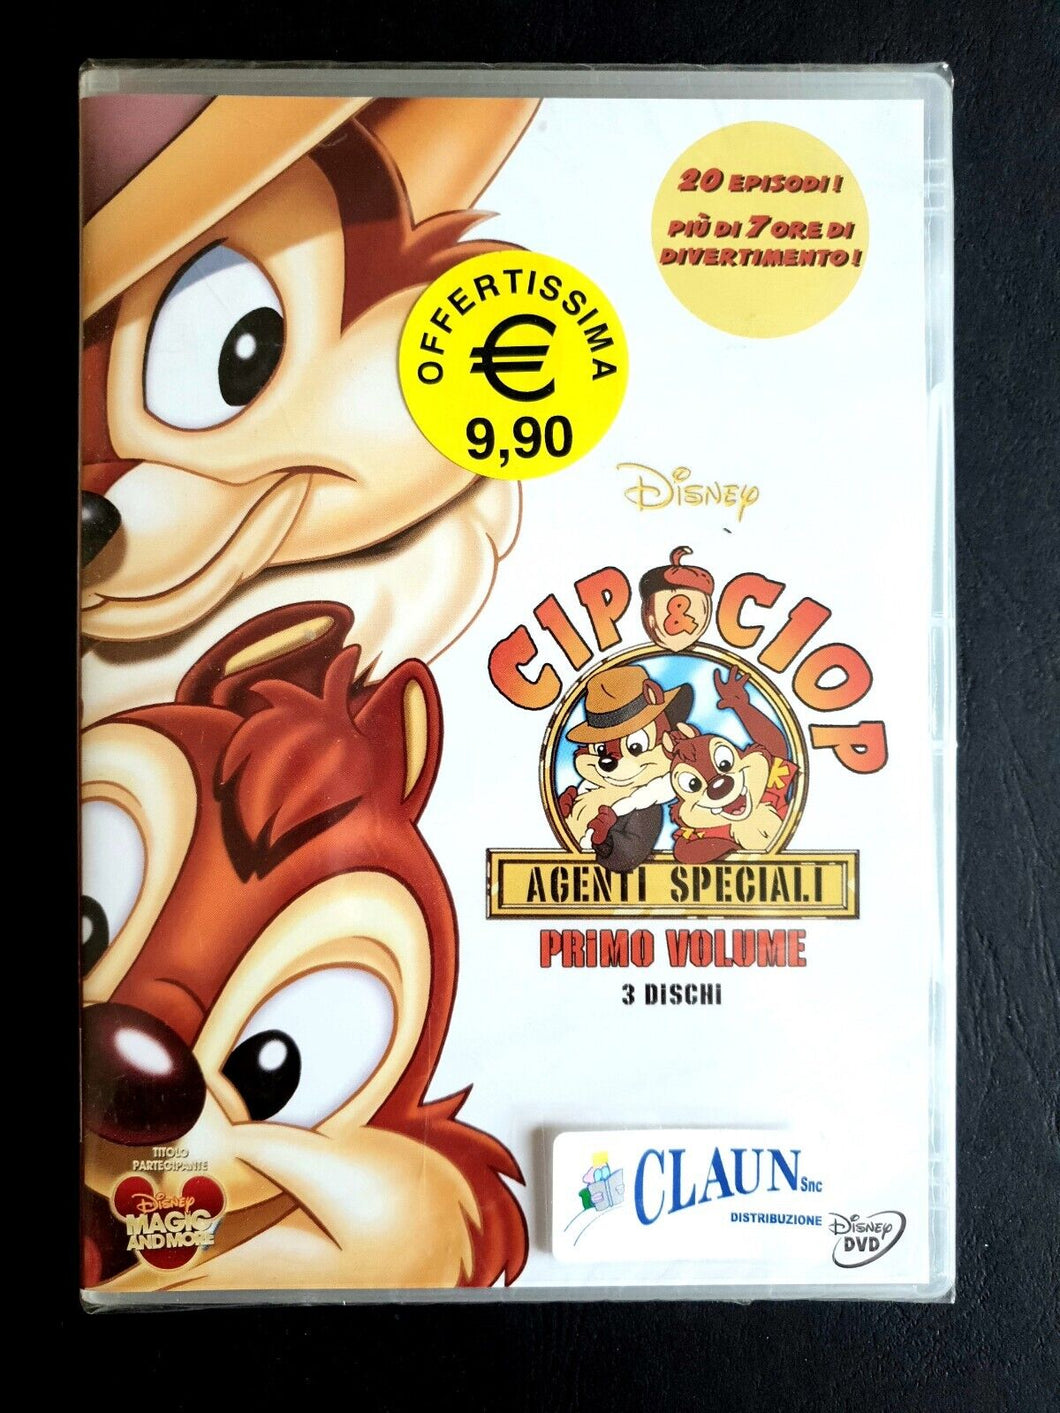 20 EPISODI!
PIÙ DI 7 ORE DI
DIVERTIMENTO!
OFFERTISSIMA
€
9,90
DISNEY
CIP & CIOP
AGENTI SPECIALI
PRIMO VOLUME
3 DISCHI
TITOLO
PARTECIPANTE
DISNEY
MAGIC
AND MORE
CLAUN Snc
DISTRIBUZIONE
DISNEY
DVD